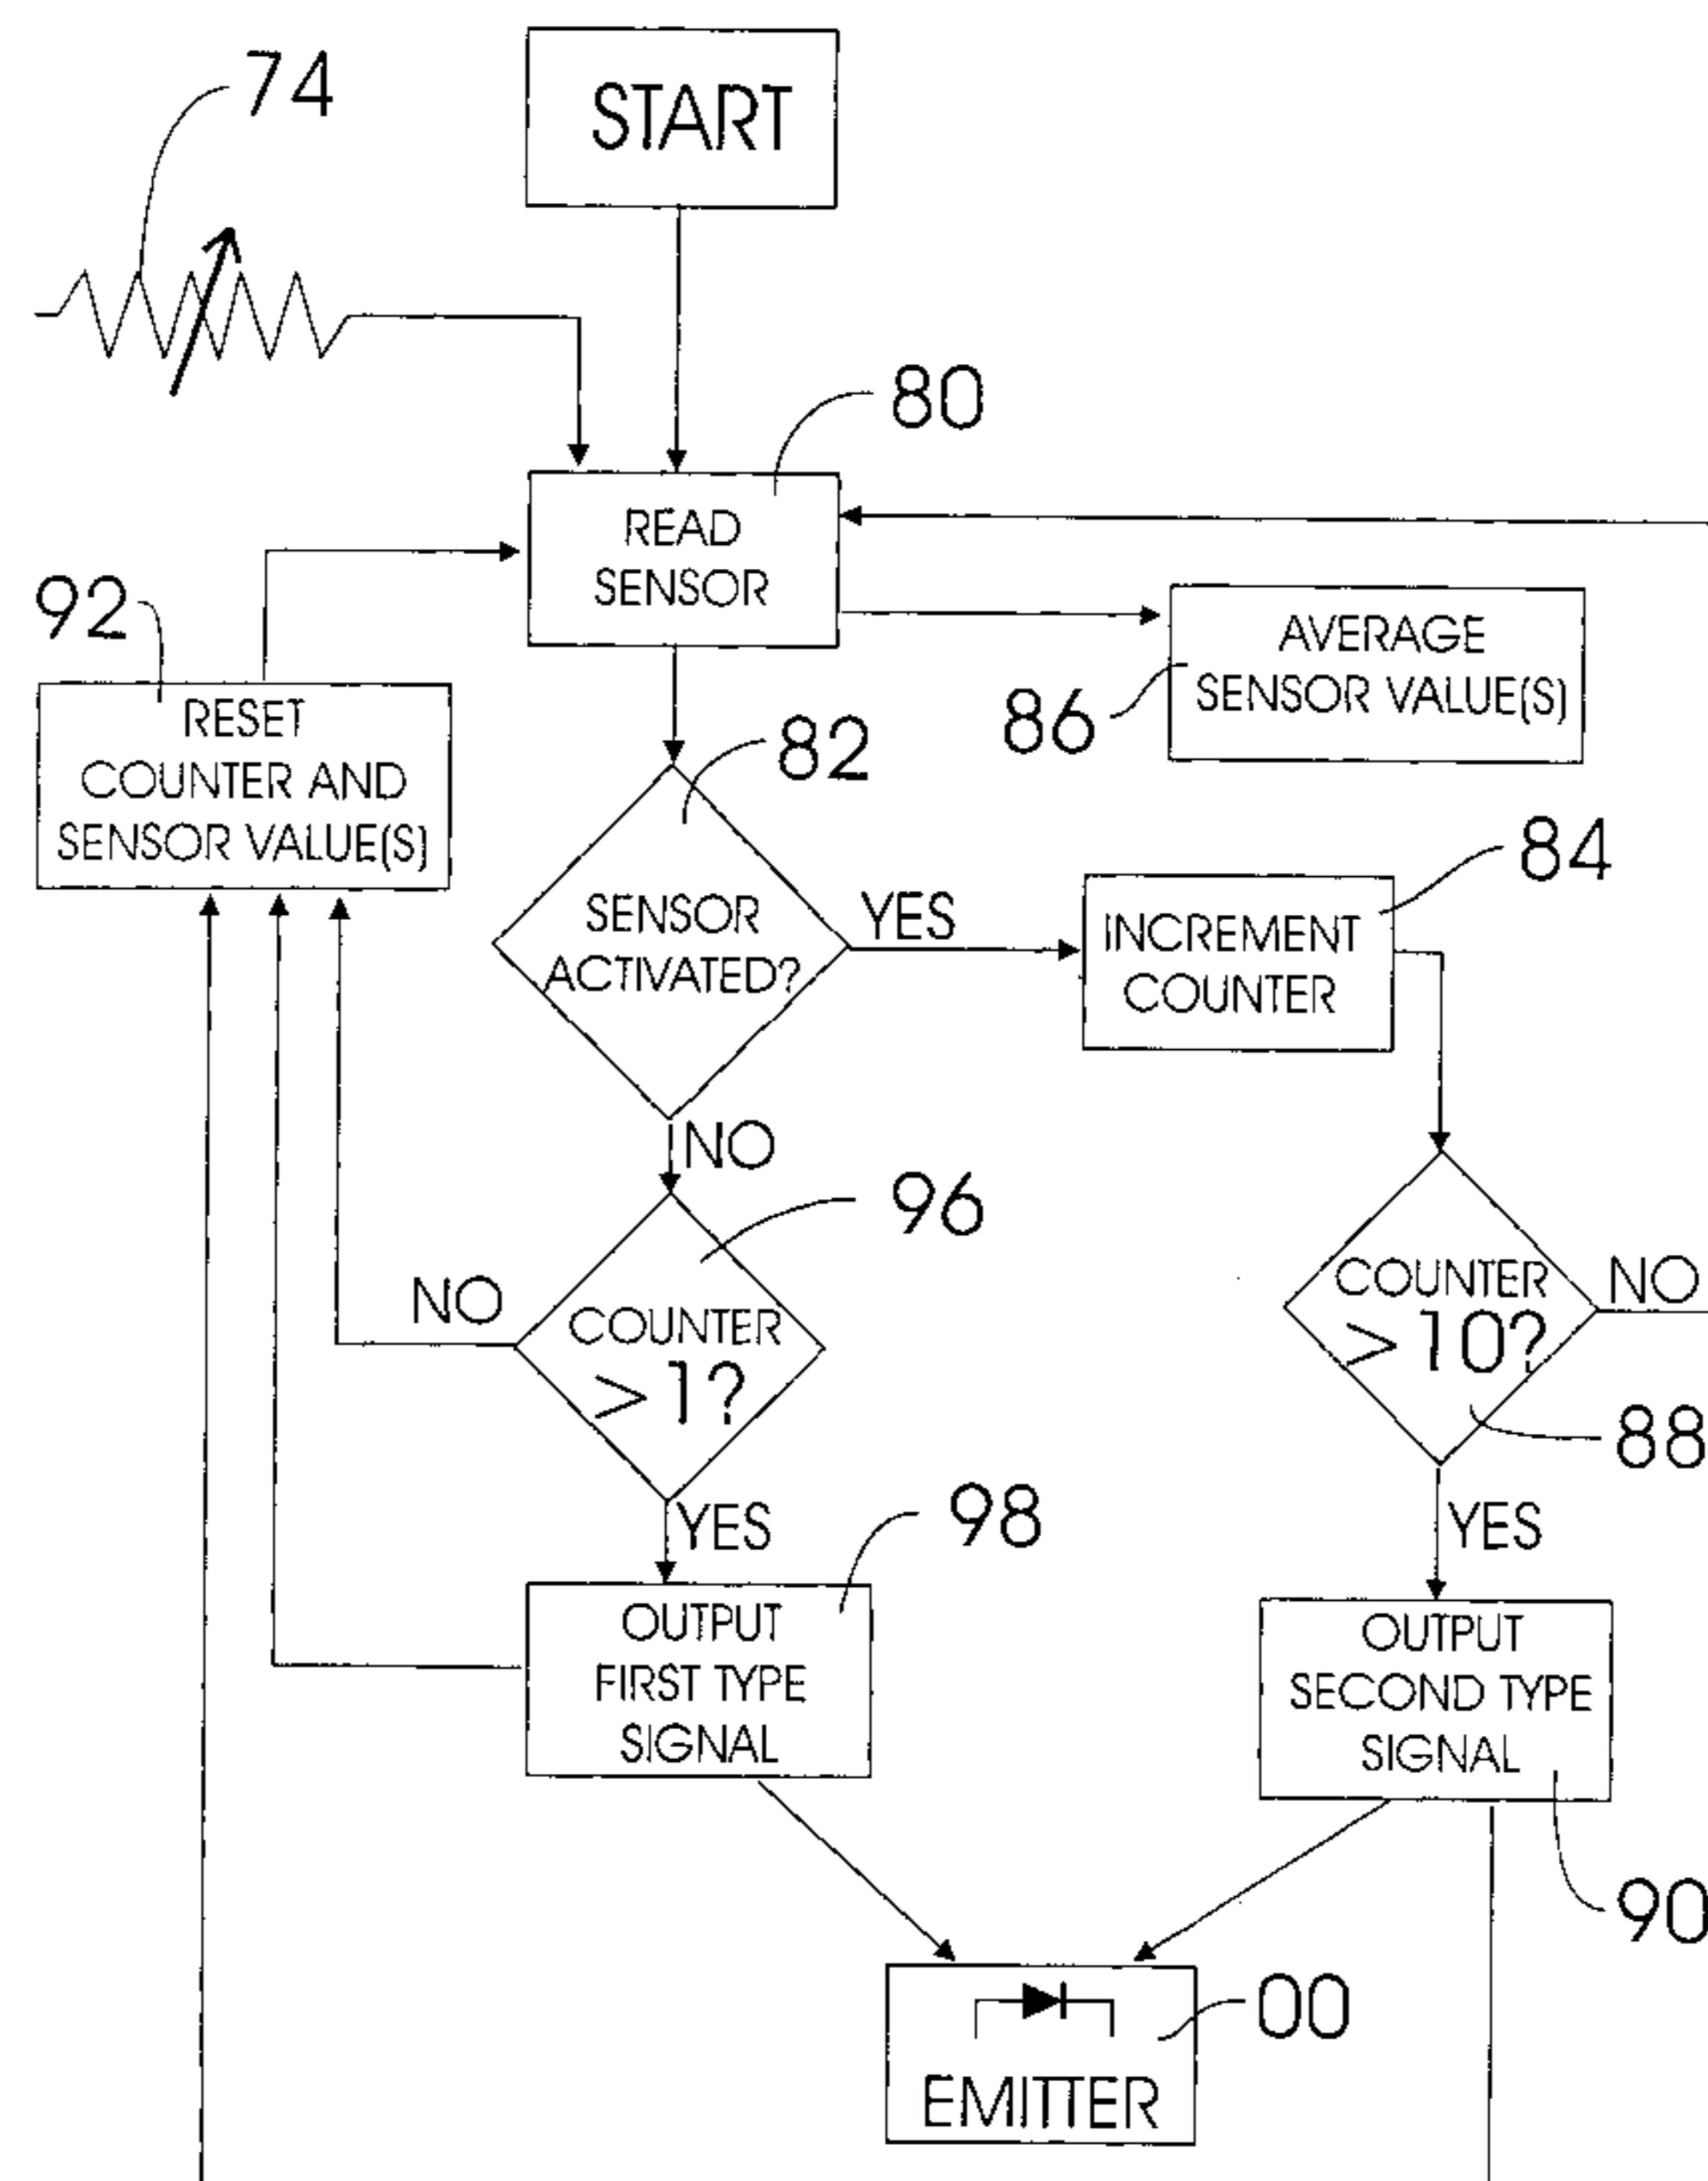 74
START
80
READ
SENSOR
92
RESET
COUNTER AND
SENSOR VALUE(S)
AVERAGE
SENSOR VALUE(S)
86
82
SENSOR
ACTIVATED?
YES
84
INCREMENT
COUNTER
NO
96
COUNTER
>1?
NO
COUNTER
>10?
NO
88
YES
98
YES
OUTPUT
FIRST TYPE
SIGNAL
OUTPUT
SECOND TYPE
SIGNAL
90
00
EMITTER